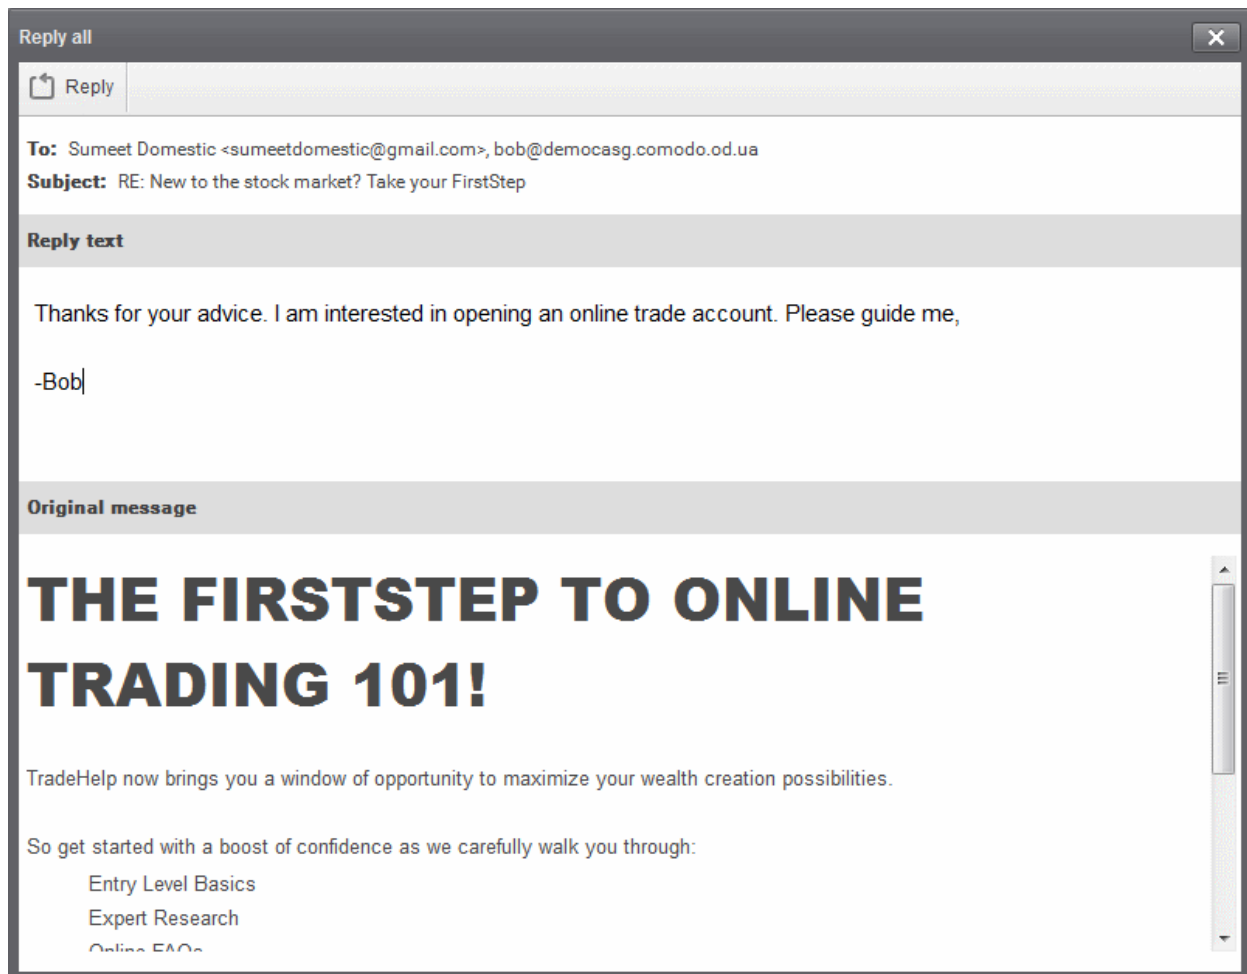 Reply all
Reply
To: Sumeet Domestic <sumeetdomestic@gmail.com>, bob@democasg.comodo.od.ua
Subject: RE: New to the stock market? Take your FirstStep
Reply text
Thanks for your advice. I am interested in opening an online trade account. Please guide me,
-Bob
Original message
THE FIRSTSTEP TO ONLINE
TRADING 101!
TradeHelp now brings you a window of opportunity to maximize your wealth creation possibilities.
So get started with a boost of confidence as we carefully walk you through:
Entry Level Basics
Expert Research
Online FAQs